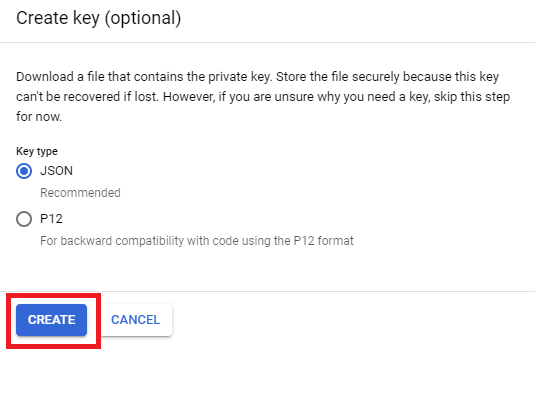 Create key (optional)
Download a file that contains the private key. Store the file securely because this key
can't be recovered if lost. However, if you are unsure why you need a key, skip this step
for now.
Key type
JSON
Recommended
P12
For backward compatibility with code using the P12 format
CREATE CANCEL